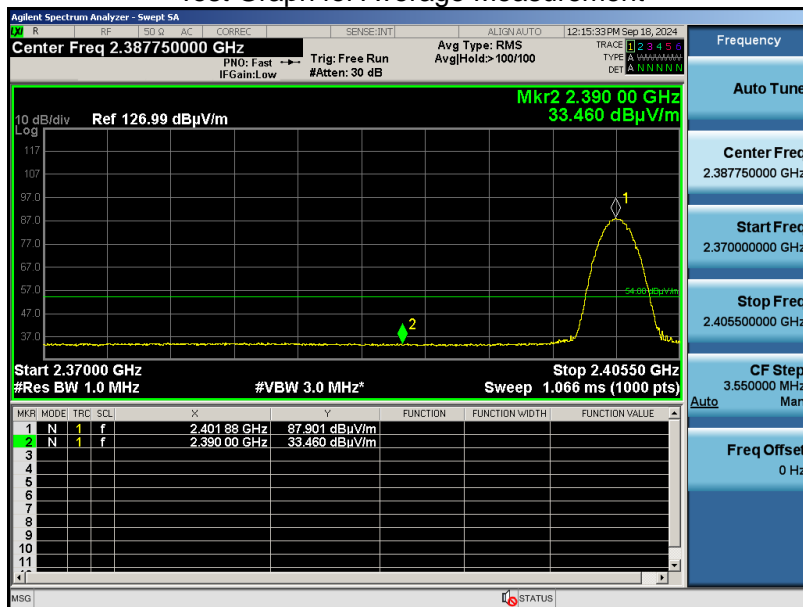 Test Graph for Average Measurement
Agilent Spectrum Analyzer - Swept SA
LXI R RF 50 Ω AC CORREC SENSE:INT ALIGN AUTO 12:15:33 PM Sep 18, 2024
Center Freq 2.387750000 GHz
PNO: Fast
IFGain:Low
Trig: Free Run
#Atten: 30 dB
Avg Type: RMS
Avg|Hold:>100/100
TRACE 1 2 3 4 5 6
TYPE A
DET A N N N N N
Mkr2 2.390 00 GHz
33.460 dBµV/m
10 dB/div Ref 126.99 dBµV/m
Log
117
107
97.0
87.0
77.0
67.0
57.0
47.0
37.0
1
2
54.00 dBµV/m
Start 2.37000 GHz Stop 2.40550 GHz
#Res BW 1.0 MHz #VBW 3.0 MHz* Sweep 1.066 ms (1000 pts)
MKR MODE TRC SCL X Y FUNCTION FUNCTION WIDTH FUNCTION VALUE
1 N 1 f 2.401 88 GHz 87.901 dBµV/m
2 N 1 f 2.390 00 GHz 33.460 dBµV/m
3
4
5
6
7
8
9
10
11
MSG STATUS
Frequency
Auto Tune
Center Freq
2.387750000 GHz
Start Freq
2.370000000 GHz
Stop Freq
2.405500000 GHz
CF Step
3.550000 MHz
Auto Man
Freq Offset
0 Hz